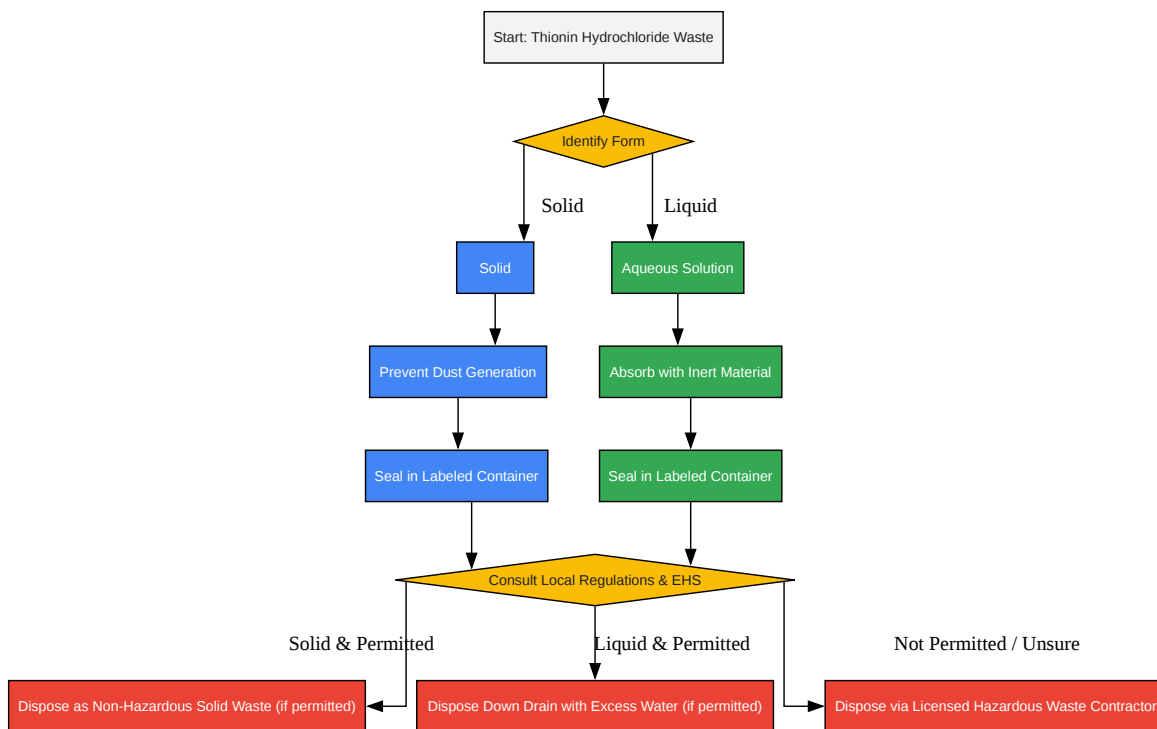 Start: Thionin Hydrochloride Waste
Identify Form
Solid
Liquid
Solid
Aqueous Solution
Prevent Dust Generation
Absorb with Inert Material
Seal in Labeled Container
Seal in Labeled Container
Consult Local Regulations & EHS
Solid & Permitted
Liquid & Permitted
Not Permitted / Unsure
Dispose as Non-Hazardous Solid Waste (if permitted)
Dispose Down Drain with Excess Water (if permitted)
Dispose via Licensed Hazardous Waste Contractor